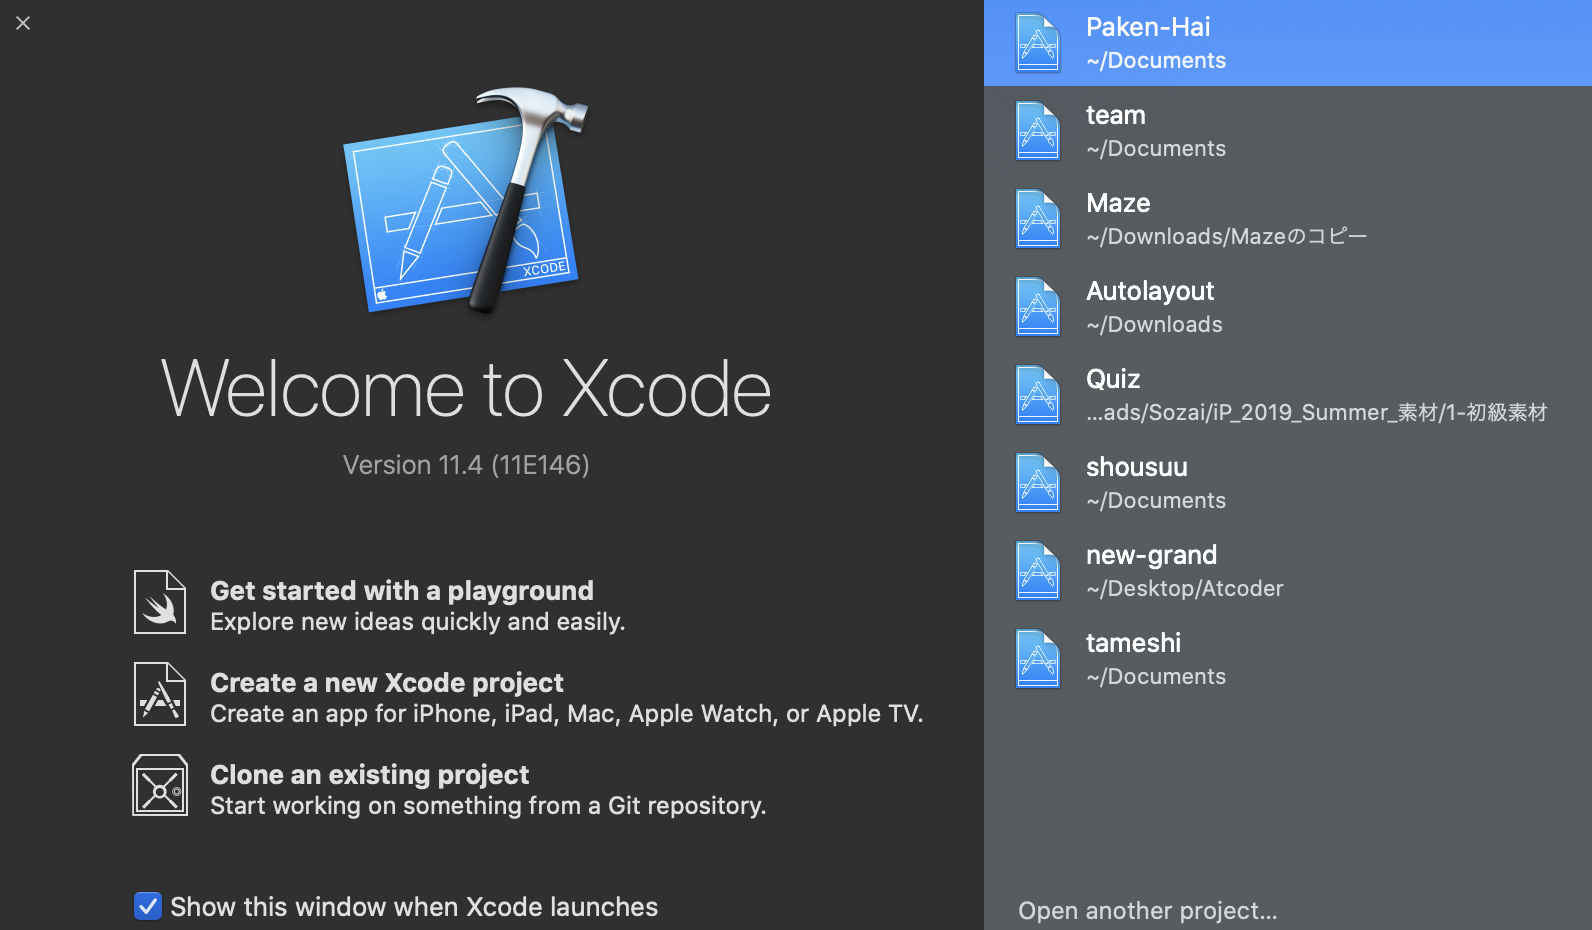 XCODE
Welcome to Xcode
Version 11.4 (11E146)
Get started with a playground
Explore new ideas quickly and easily.
Create a new Xcode project
Create an app for iPhone, iPad, Mac, Apple Watch, or Apple TV.
Clone an existing project
Start working on something from a Git repository.
Show this window when Xcode launches
Paken-Hai
~/Documents
team
~/Documents
Maze
~/Downloads/Mazeのコピー
Autolayout
~/Downloads
Quiz
...ads/Sozai/iP_2019_Summer_素材/1-初級素材
shousuu
~/Documents
new-grand
~/Desktop/Atcoder
tameshi
~/Documents
Open another project...